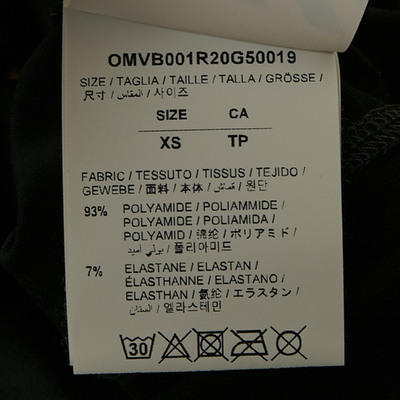 OMVB001R20G50019
SIZE / TAGLIA / TAILLE / TALLA / GRÖSSE /
尺寸 / المقاس / 사이즈
SIZE CA
XS TP
FABRIC / TESSUTO / TISSUS / TEJIDO /
GEWEBE / 面料 / 本体 / قماش / 원단
93% POLYAMIDE / POLIAMMIDE /
POLYAMIDE / POLIAMIDA /
POLYAMID / 锦纶 / ポリアミド /
بولي أميد / 폴리아미드
7% ELASTANE / ELASTAN /
ÉLASTHANNE / ELASTANO /
ELASTHAN / 氨纶 / エラスタン /
/ 엘라스테인
30